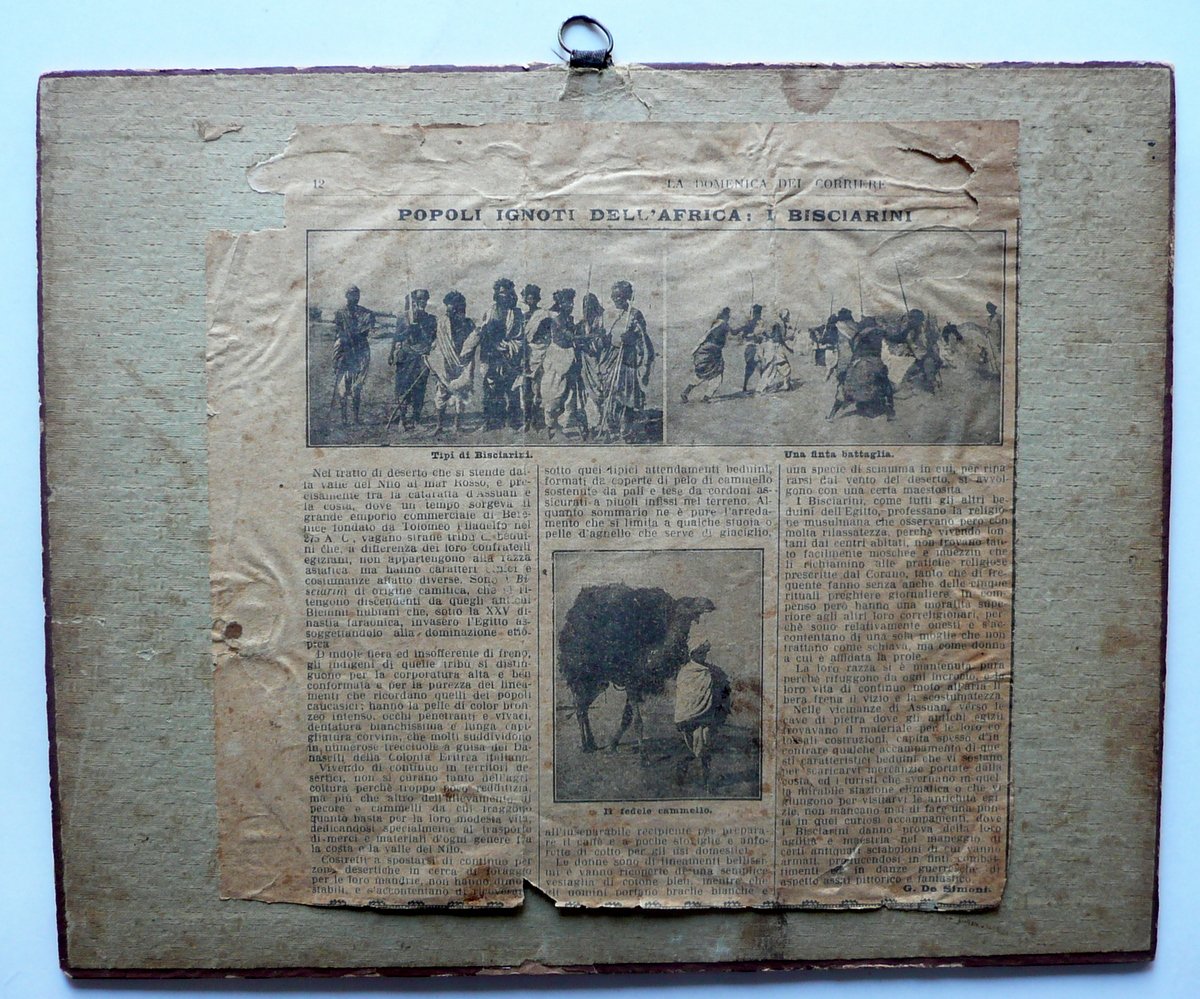 12
LA DOMENICA DEL CORRIERE
POPOLI IGNOTI DELL'AFRICA: I BISCIARINI
Tipi di Bisciarini.
Una finta battaglia.
Nel tratto di deserto che si stende dal-
la valle del Nilo al mar Rosso, e pre-
cisamente fra la cataratta d'Assuan e
la costa, dove un tempo sorgeva il
grande emporio commerciale di Bere-
nice fondato da Tolomeo Filadelfo nel
275 A. C., vagano strade tribù di bedui-
ni che, a differenza dei loro confratelli
egiziani, non appartengono alla razza
asiatica ma hanno caratteri etnici e
costumanze affatto diverse. Sono i Bi-
sciarini di origine camitica, che si ri-
tengono discendenti da quegli antichi
Blemmi nubiani che, sotto la XXV di-
nastia faraonica, invasero l'Egitto as-
soggettandolo alla dominazione etio-
pica
D'indole fiera ed insofferente di freno,
gli indigeni di quelle tribù si distin-
guono per la corporatura alta e ben
conformata e per la purezza dei linea-
menti che ricordano quelli dei popoli
caucasici; hanno la pelle di color bron-
zeo intenso, occhi penetranti e vivaci,
dentatura bianchissima e lunga capi-
gliatura corvina, che molti suddividono
in numerose trecciuole a guisa dei Ba-
nasciti della Colonia Eritrea italiana.
Vivendo di continuo in territori de-
sertici, non si curano tanto dell'agri-
coltura perchè troppo poco redditizia,
ma più che altro dell'allevamento di
pecore e cammelli da cui traggono
quanto basta per la loro modesta vita,
dedicandosi specialmente al trasporto
di merci e materiali d'ogni genere fra
la costa e la valle del Nilo.
Costretti a spostarsi di continuo per
zone desertiche in cerca di foraggi
per le loro mandrie, non hanno dimore
stabili, e s'accontentano di
sotto quei tipici attendamenti beduini,
formati da coperte di pelo di cammello
sostenute da pali e tese da cordoni as-
sicurati a piuoli infissi nel terreno. Al-
quanto sommario ne è pure l'arreda-
mento che si limita a qualche stuoia o
pelle d'agnello che serve di giaciglio,
Il fedele cammello.
all'inseparabile recipiente per prepara-
re il caffè e a poche stoviglie e anfo-
rette di cotto per gli usi domestici.
Le donne sono di lineamenti bellissi-
mi e vanno ricoperte di una semplice
vestaglia di cotone bleu, mentre che
gli uomini portano brache bianche e
una specie di sciamma in cui, per ripa-
rarsi dal vento del deserto, si avvol-
gono con una certa maestosità.
I Bisciarini, come tutti gli altri be-
duini dell'Egitto, professano la religio-
ne musulmana che osservano però con
molta rilassatezza, perchè vivendo lon-
tani dai centri abitati, non trovano tan-
to facilmente moschee e muezzin che
li richiamino alle pratiche religiose
prescritte dal Corano, tanto che di fre-
quente fanno senza anche delle cinque
rituali preghiere giornaliere. In com-
penso però hanno una moralità supe-
riore agli altri loro correligionari, per-
chè sono relativamente onesti e s'ac-
contentano di una sola moglie che non
trattano come schiava, ma come donna
a cui è affidata la prole.
La loro razza si è mantenuta pura
perchè rifuggono da ogni incrocio, e la
loro vita di continuo moto all'aria li-
bera frena il vizio e la scostumatezza.
Nelle vicinanze di Assuan, verso le
cave di pietra dove gli antichi egizi
trovavano il materiale per le loro co-
lossali costruzioni, capita spesso d'in-
contrare qualche accampamento di que-
sti caratteristici beduini che vi sostano
per scaricarvi mercanzie portate dalla
costa, ed i turisti che svernano in quel-
la mirabile stazione climatica o che vi
giungono per visitarvi le antichità egi-
zie, non mancano mai di fare una pun-
ta in quei curiosi accampamenti, dove
i Bisciarini danno prova della loro
agilità e maestria nel maneggio di
certi antiquati sciaboloni di cui vanno
armati, producendosi in finti combat-
timenti o in danze guerresche di
aspetto assai pittorico e fantastico.
G. De Simoni.